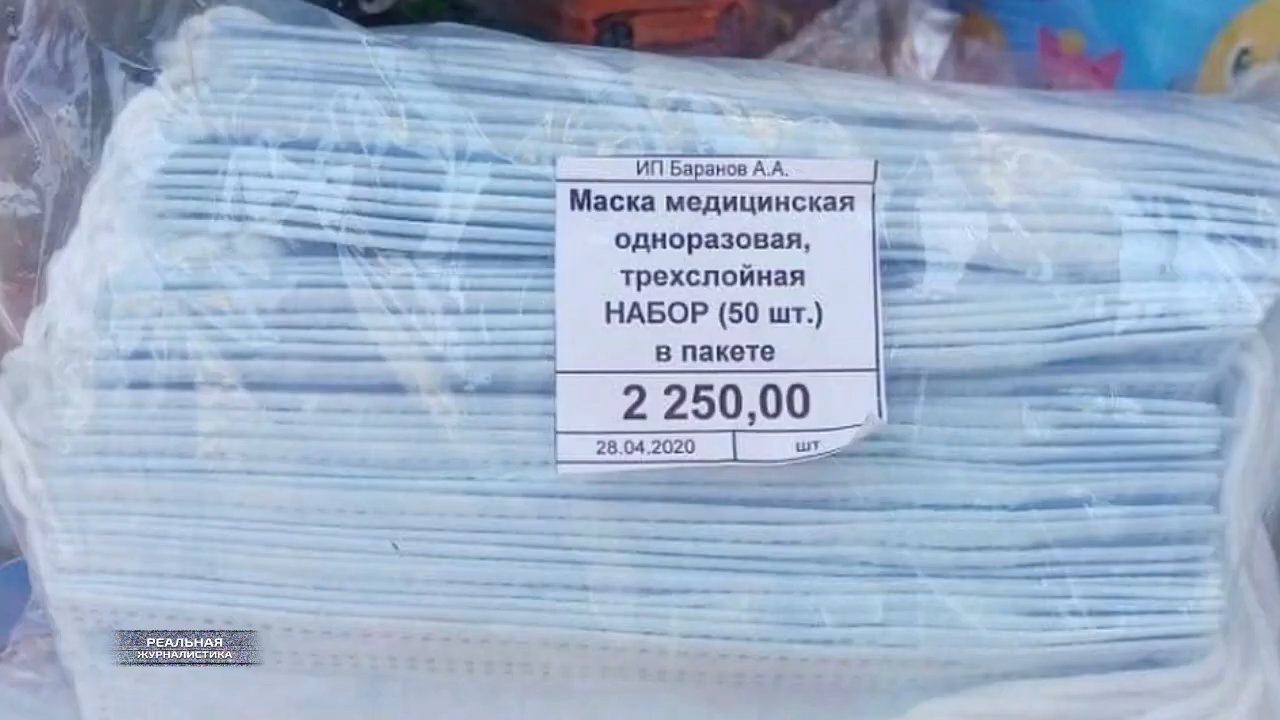 ИП Баранов А.А.
Маска медицинская
одноразовая,
трехслойная
НАБОР (50 шт.)
в пакете
2 250,00
28.04.2020 шт
РЕАЛЬНАЯ
ЖУРНАЛИСТИКА